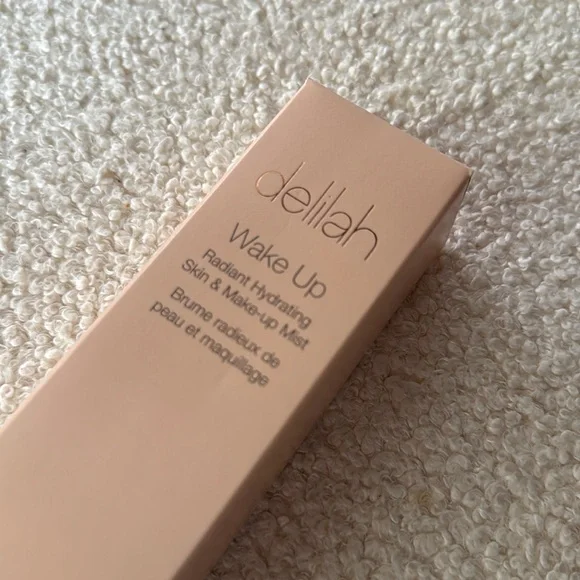 delilah
Wake Up
Radiant Hydrating
Skin & Make-up Mist
Brume radieux de
peau et maquillage